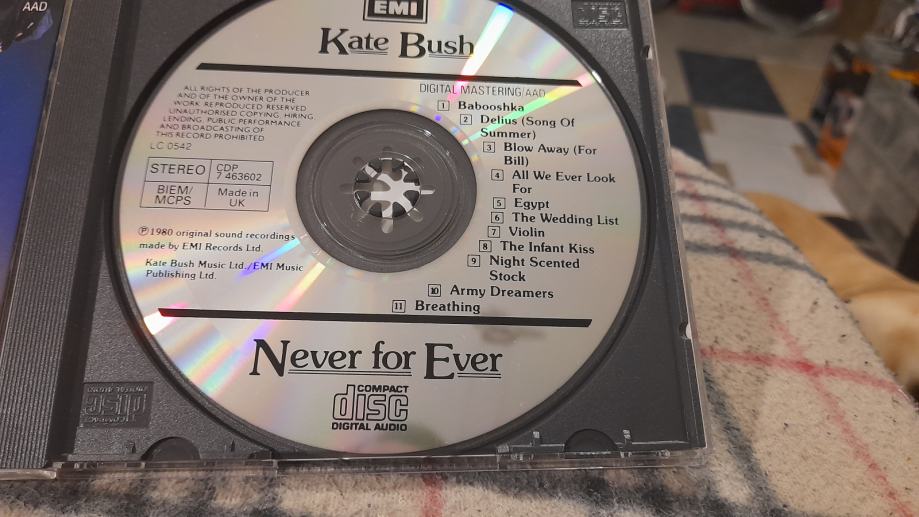 AAD
EMI
Kate Bush
DIGITAL MASTERING/AAD
ALL RIGHTS OF THE PRODUCER
AND OF THE OWNER OF THE
WORK REPRODUCED RESERVED
UNAUTHORISED COPYING, HIRING,
LENDING, PUBLIC PERFORMANCE
AND BROADCASTING OF
THIS RECORD PROHIBITED
LC 0542
STEREO
CDP
7 463602
BIEM/
MCPS
Made in
UK
℗ 1980 original sound recordings
made by EMI Records Ltd.
Kate Bush Music Ltd./EMI Music
Publishing Ltd.
1 Babooshka
2 Delius (Song Of
Summer)
3 Blow Away (For
Bill)
4 All We Ever Look
For
5 Egypt
6 The Wedding List
7 Violin
8 The Infant Kiss
9 Night Scented
Stock
10 Army Dreamers
11 Breathing
Never for Ever
COMPACT
disc
DIGITAL AUDIO
disc